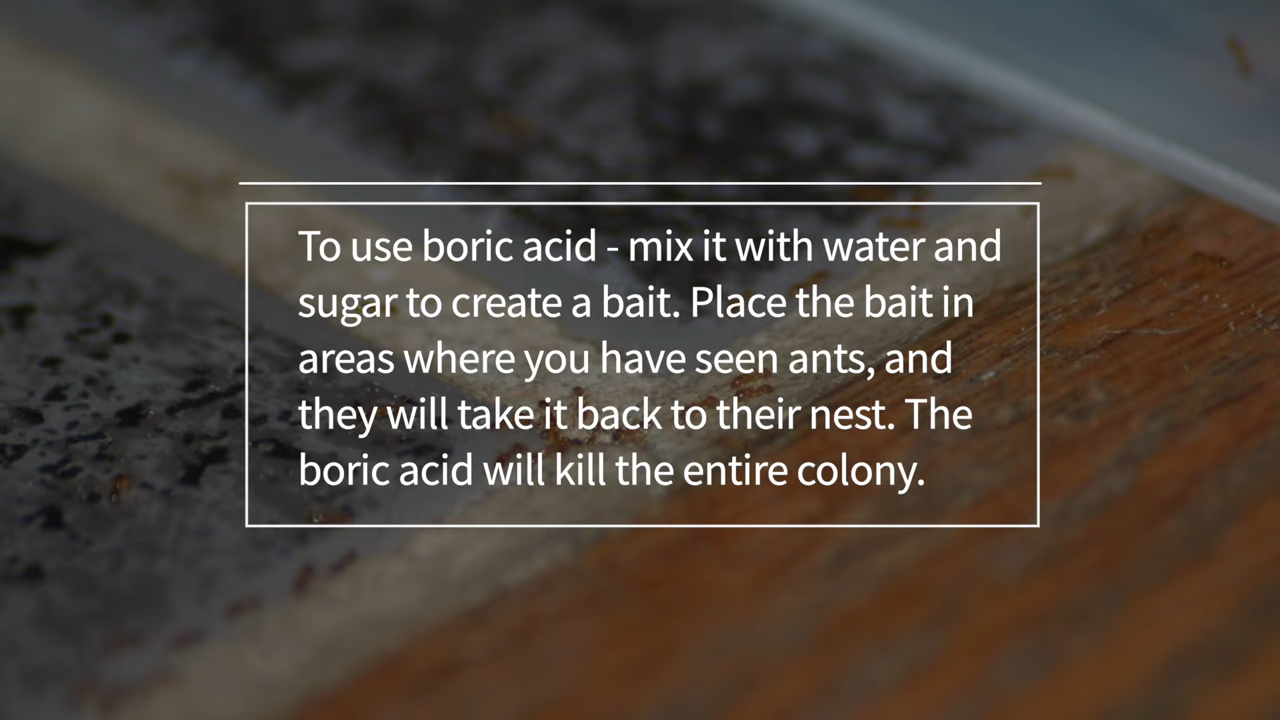 To use boric acid - mix it with water and
sugar to create a bait. Place the bait in
areas where you have seen ants, and
they will take it back to their nest. The
boric acid will kill the entire colony.